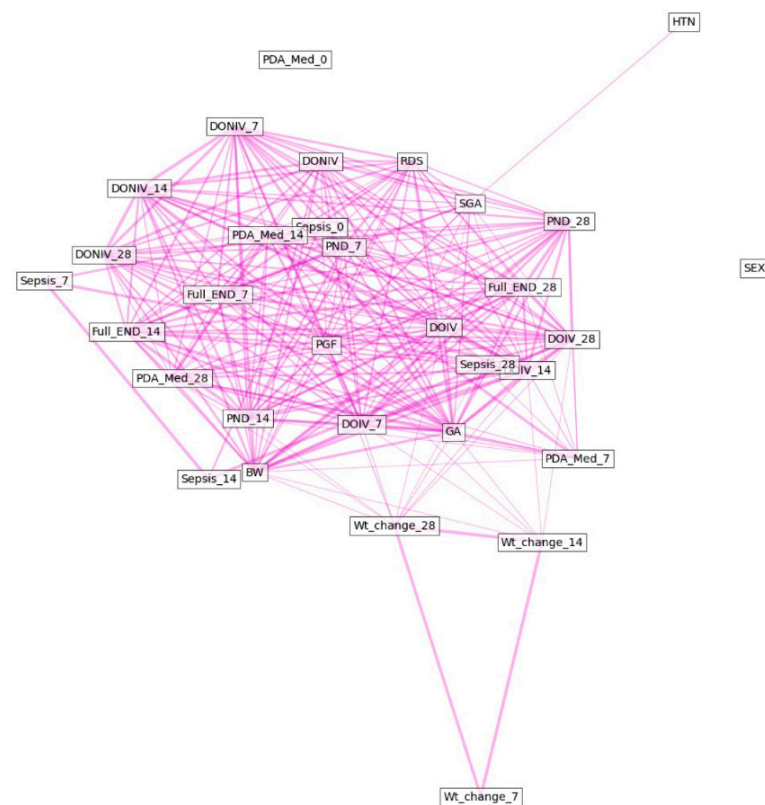 HTN
PDA_Med_0
DONIV_7
DONIV
RDS
DONIV_14
SGA
PND_28
Sepsis_0
PDA_Med_14
PND_7
DONIV_28
SEX
Sepsis_7
Full_END_28
Full_END_7
DOIV
Full_END_14
DOIV_28
PGF
Sepsis_28
DOIV_14
PDA_Med_28
PND_14
DOIV_7
GA
PDA_Med_7
BW
Sepsis_14
Wt_change_28
Wt_change_14
Wt_change_7